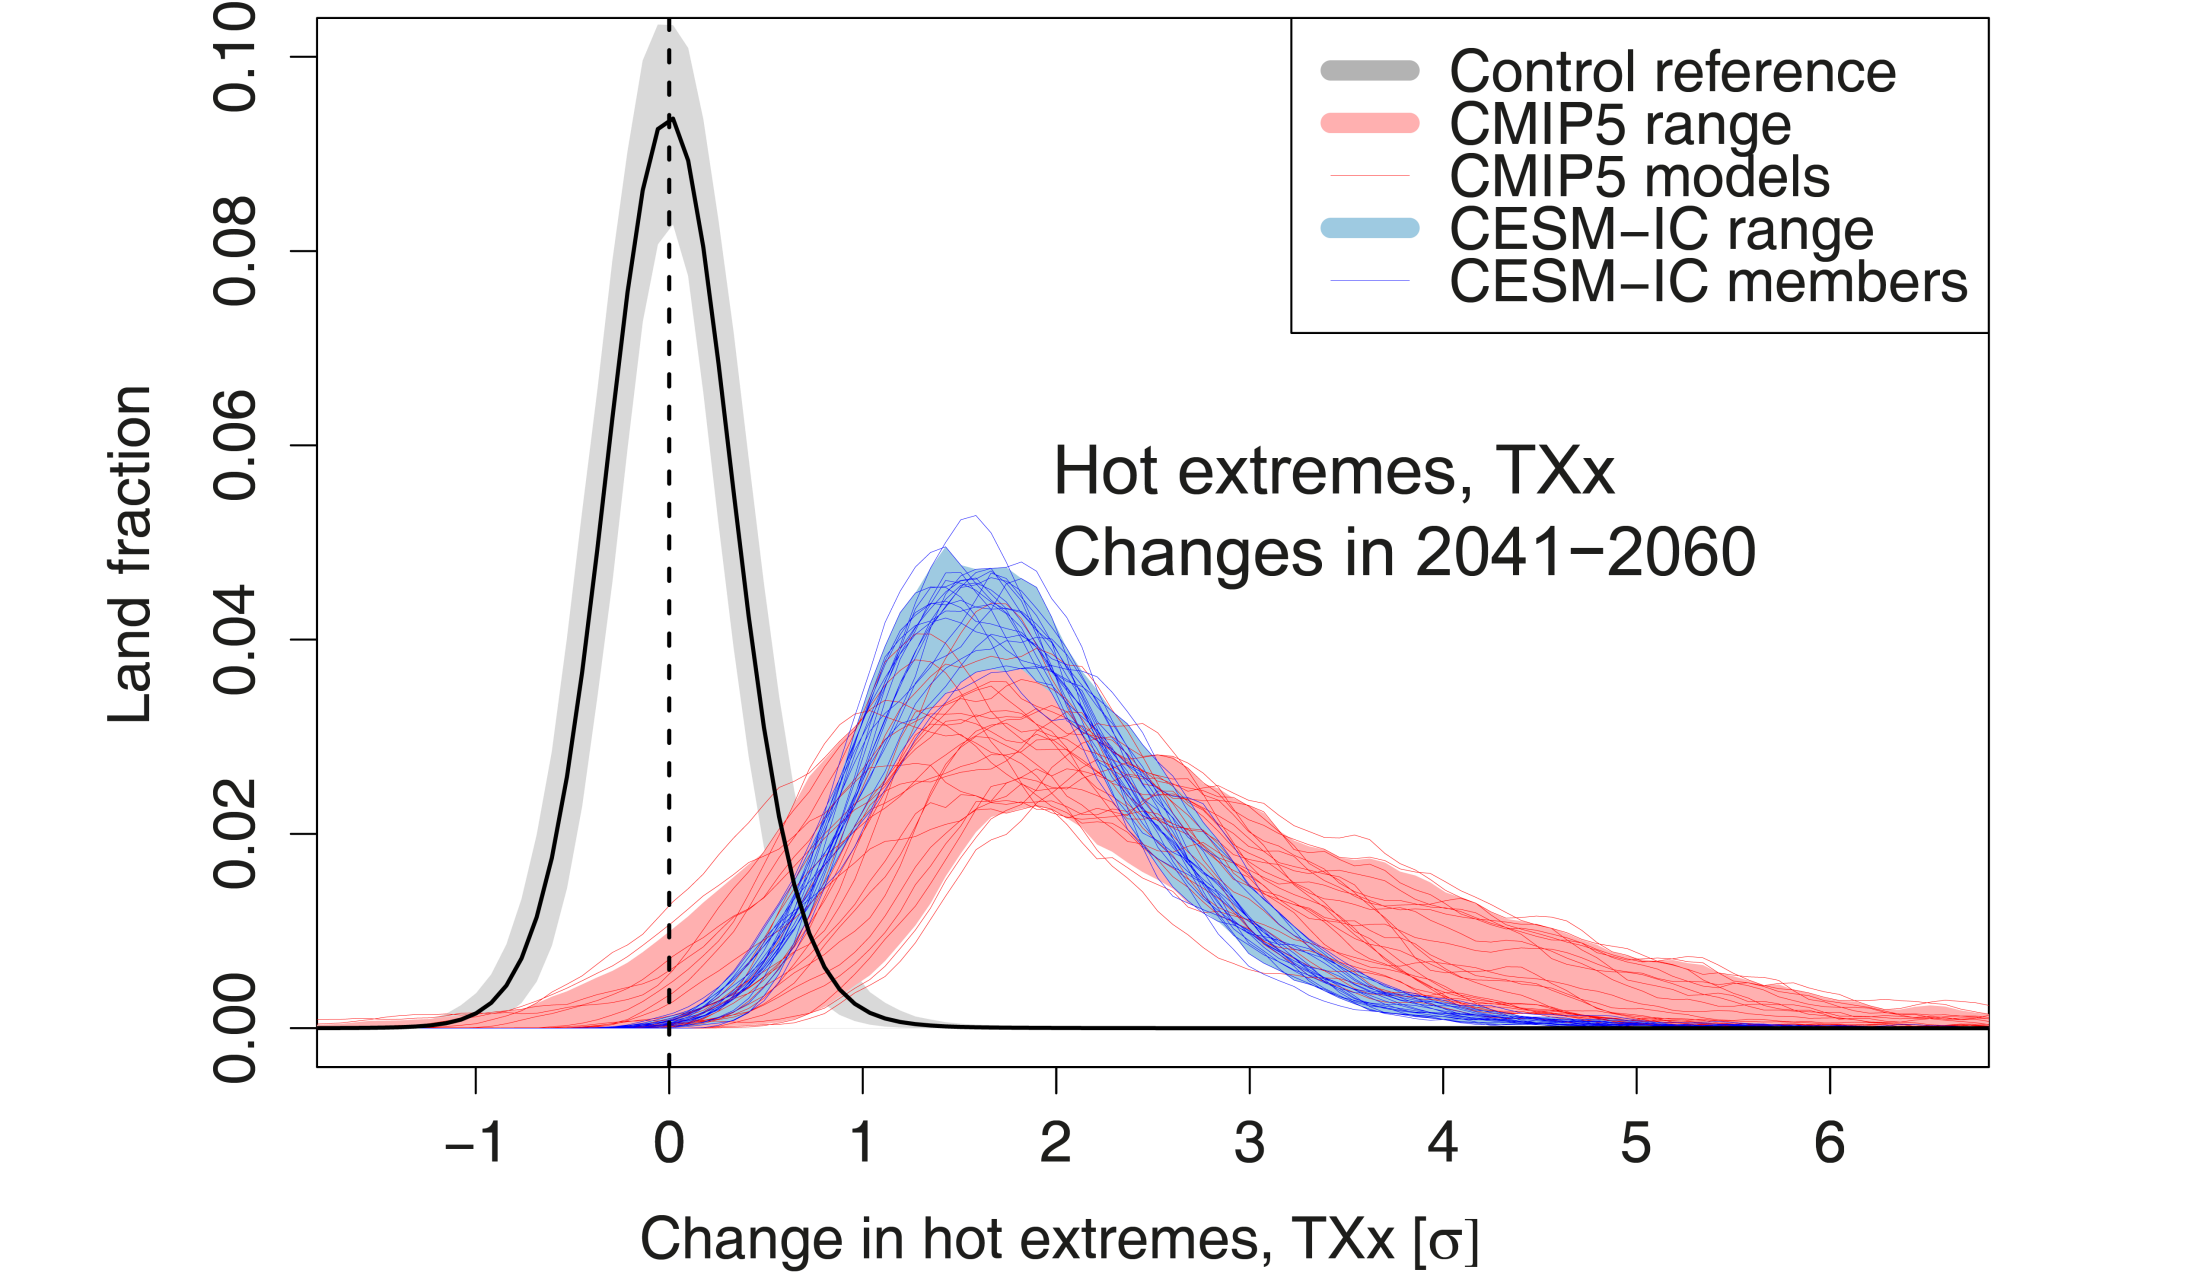 0.10
0.08
0.06
0.04
0.02
0.00
Land fraction
Control reference
CMIP5 range
CMIP5 models
CESM−IC range
CESM−IC members
Hot extremes, TXx
Changes in 2041−2060
−1 0 1 2 3 4 5 6
Change in hot extremes, TXx [σ]